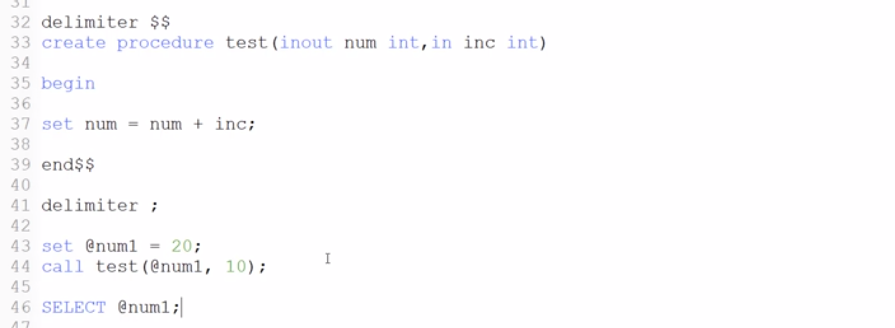 31
32 delimiter $$
33 create procedure test(inout num int,in inc int)
34
35 begin
36
37 set num = num + inc;
38
39 end$$
40
41 delimiter ;
42
43 set @num1 = 20;
44 call test(@num1, 10);
45
46 SELECT @num1;
47